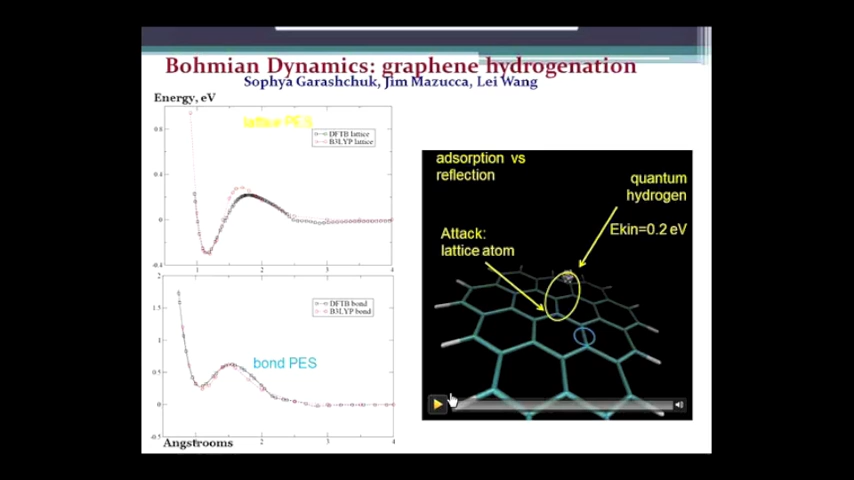 Bohmian Dynamics: graphene hydrogenation
Sophya Garashchuk, Jim Mazucca, Lei Wang
Energy, eV
lattice PES
DFTB lattice
B3LYP lattice
0.8
0.4
0
-0.4
1
2
3
4
2
DFTB bond
B3LYP bond
1.5
1
bond PES
0.5
0
-0.5
1
2
3
4
Angstrooms
adsorption vs
reflection
quantum
hydrogen
Ekin=0.2 eV
Attack:
lattice atom